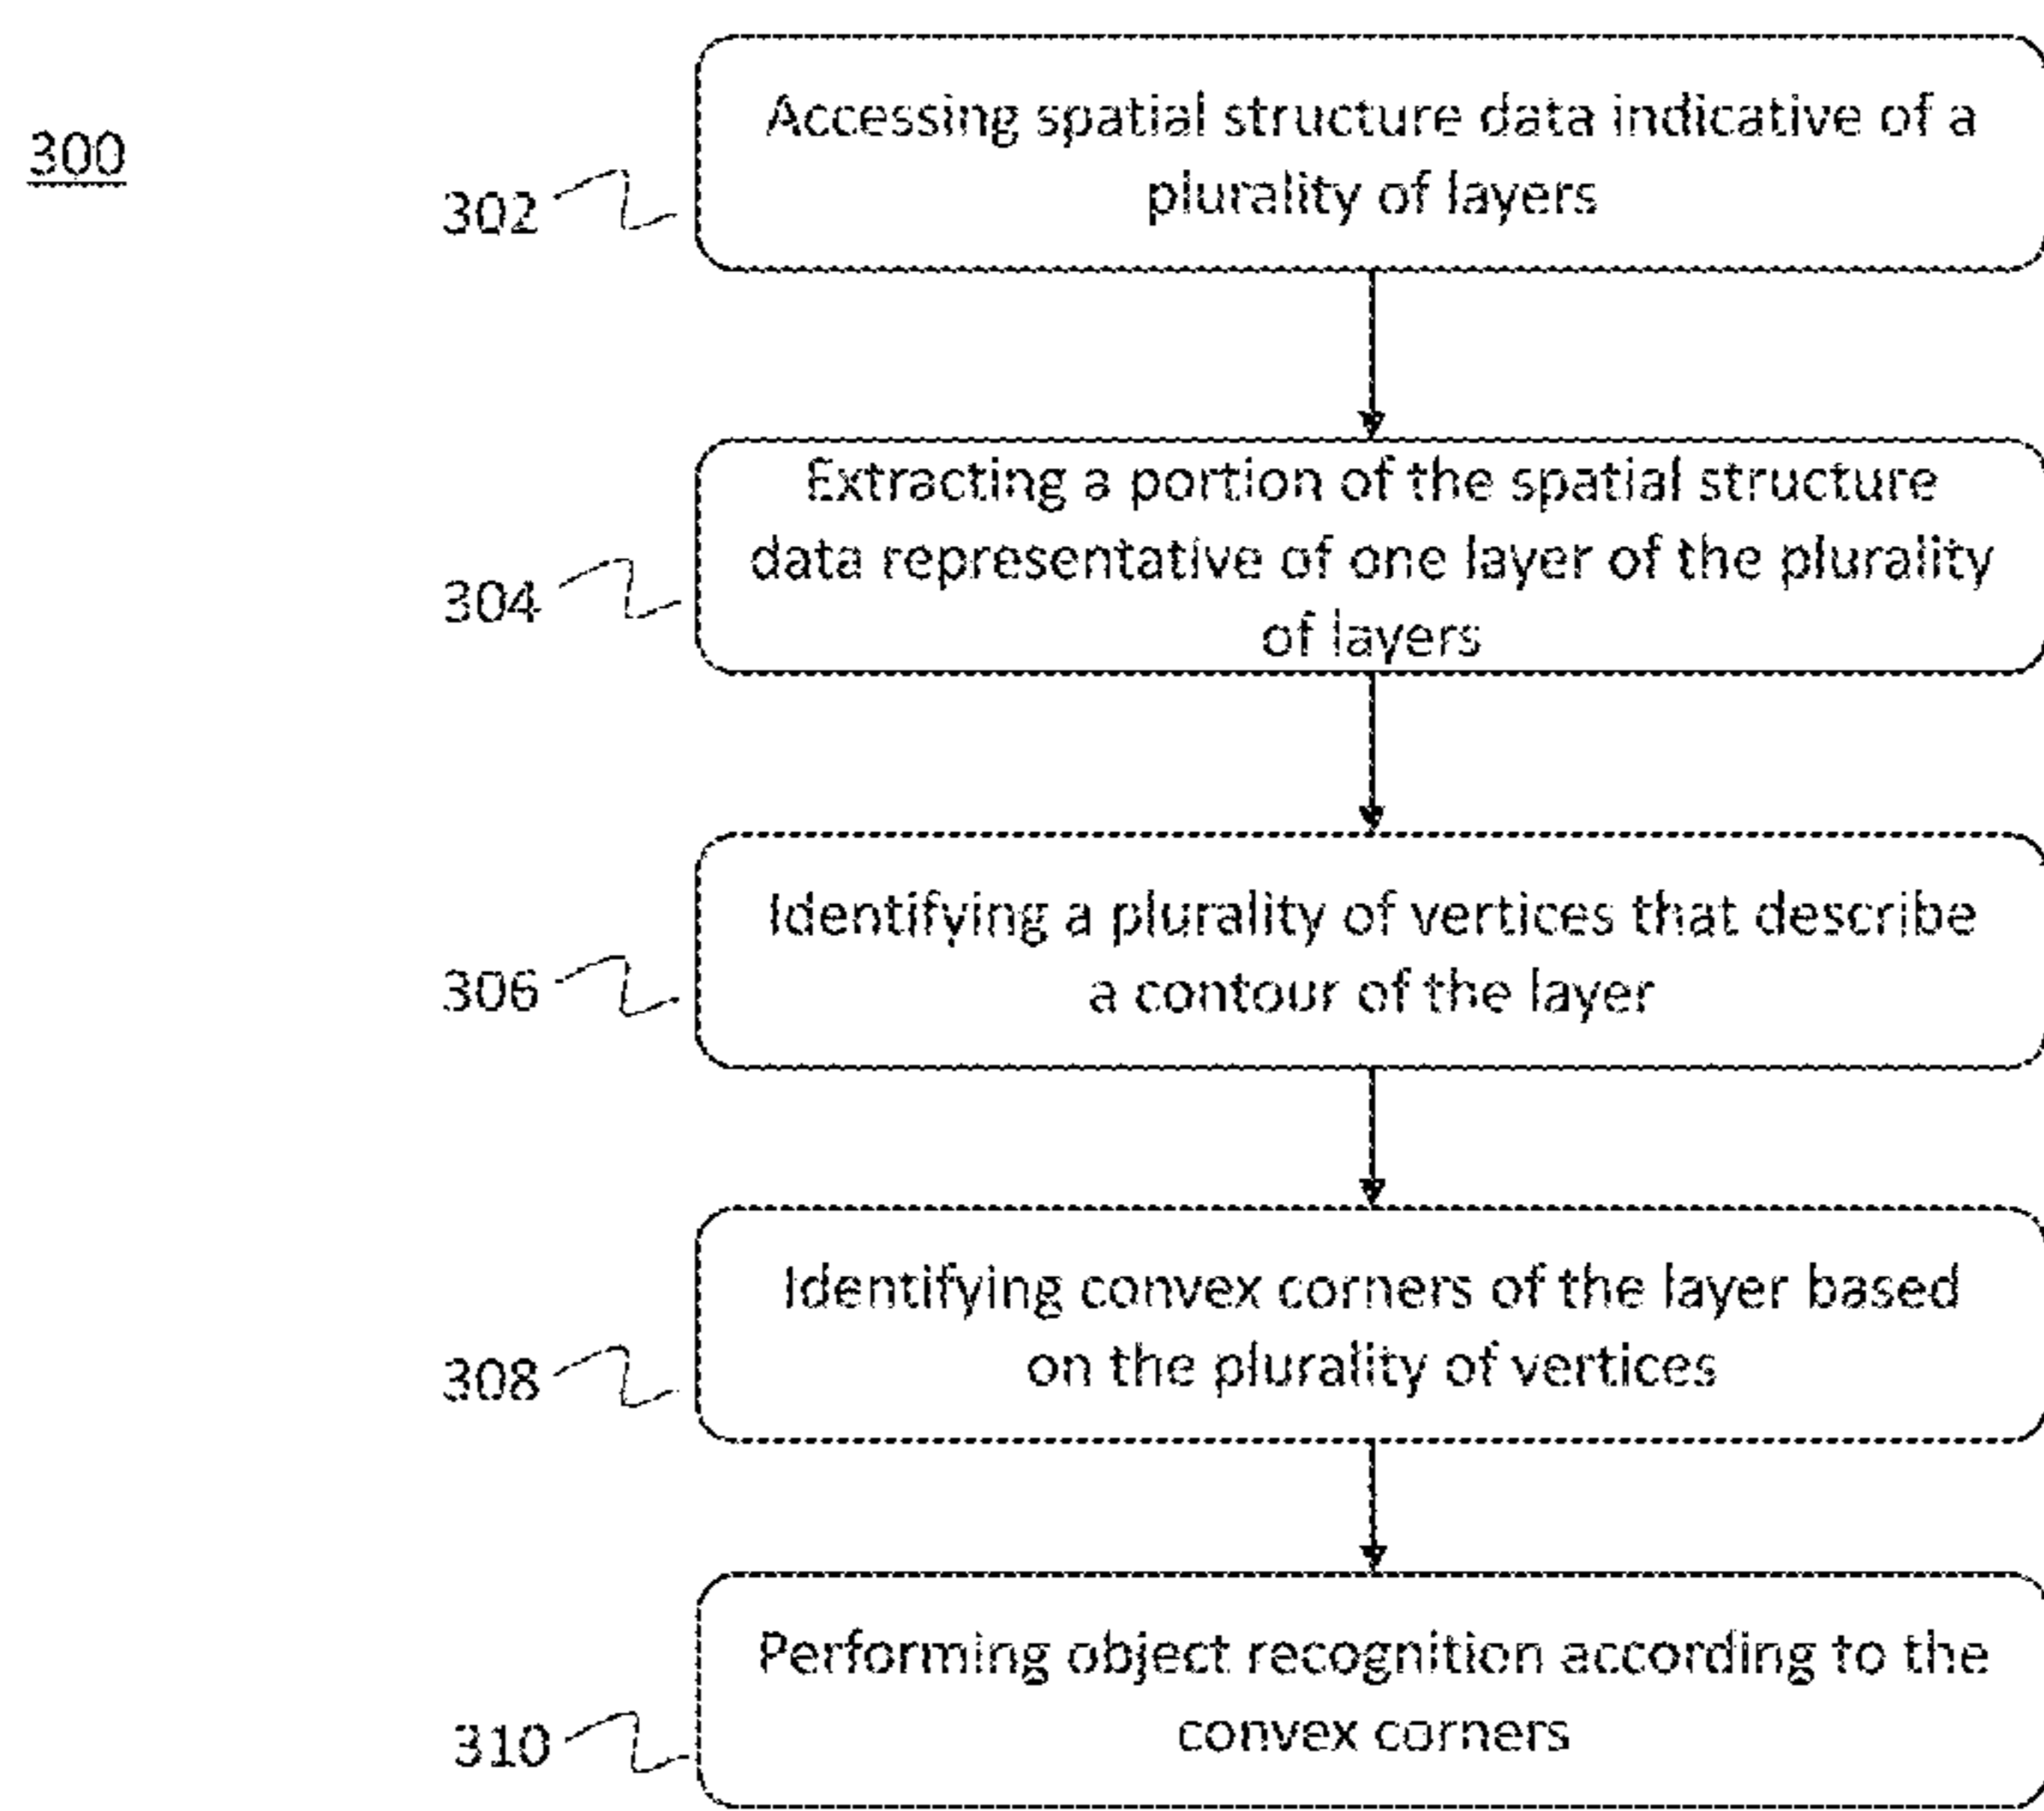 300
302
Accessing spatial structure data indicative of a
plurality of layers
304
Extracting a portion of the spatial structure
data representative of one layer of the plurality
of layers
306
Identifying a plurality of vertices that describe
a contour of the layer
308
Identifying convex corners of the layer based
on the plurality of vertices
310
Performing object recognition according to the
convex corners